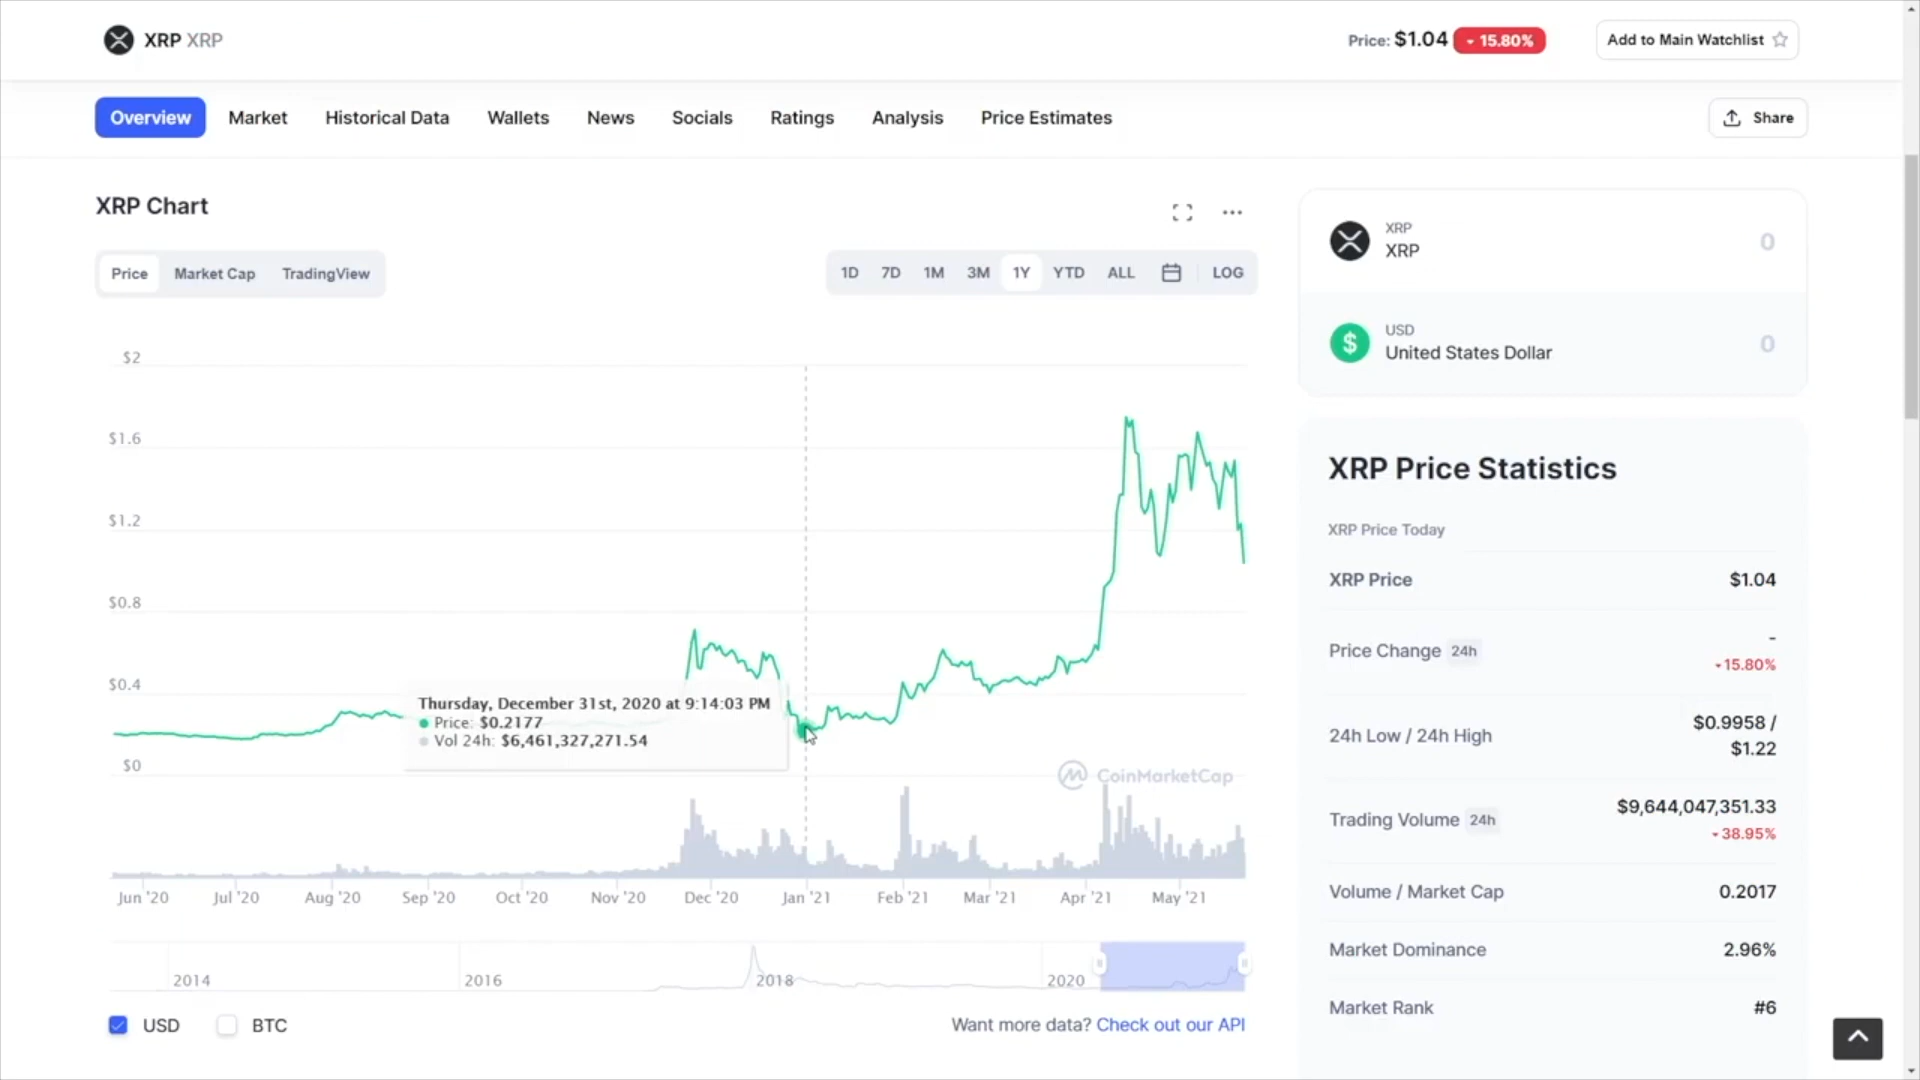 XRP XRP
Price: $1.04 15.80%
Add to Main Watchlist
Overview Market Historical Data Wallets News Socials Ratings Analysis Price Estimates
Share
XRP Chart
Price Market Cap TradingView
1D 7D 1M 3M 1Y YTD ALL LOG
$2
$1.6
$1.2
$0.8
$0.4
$0
Thursday, December 31st, 2020 at 9:14:03 PM
Price: $0.2177
Vol 24h: $6,461,327,271.54
CoinMarketCap
Jun '20 Jul '20 Aug '20 Sep '20 Oct '20 Nov '20 Dec '20 Jan '21 Feb '21 Mar '21 Apr '21 May '21
2014 2016 2018 2020
USD BTC
Want more data? Check out our API
XRP
XRP 0
USD
United States Dollar 0
XRP Price Statistics
XRP Price Today
XRP Price $1.04
Price Change 24h -
15.80%
24h Low / 24h High $0.9958 /
$1.22
Trading Volume 24h $9,644,047,351.33
38.95%
Volume / Market Cap 0.2017
Market Dominance 2.96%
Market Rank #6